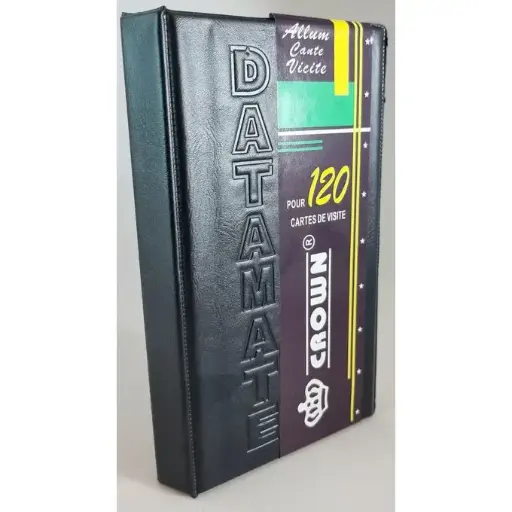 DATAMATE
Allum
Cante
Vicite
POUR 120
CARTES DE VISITE
CROWN®